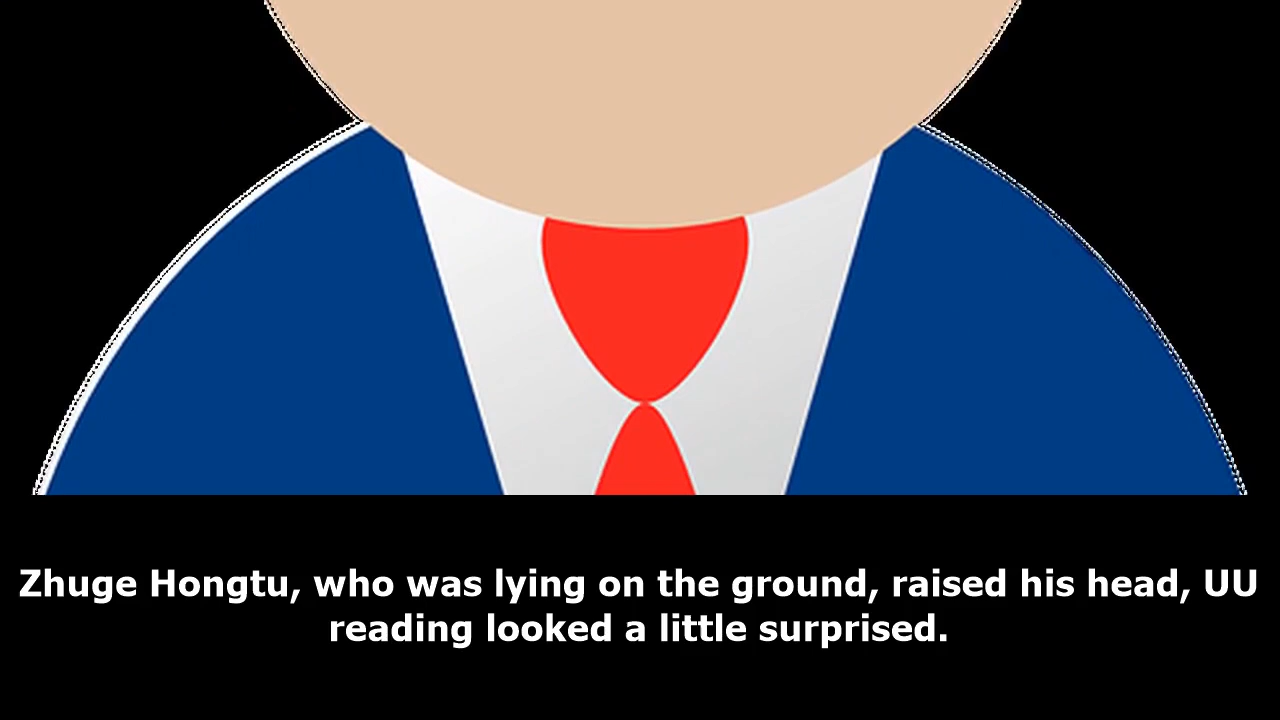 Zhuge Hongtu, who was lying on the ground, raised his head, UU
reading looked a little surprised.